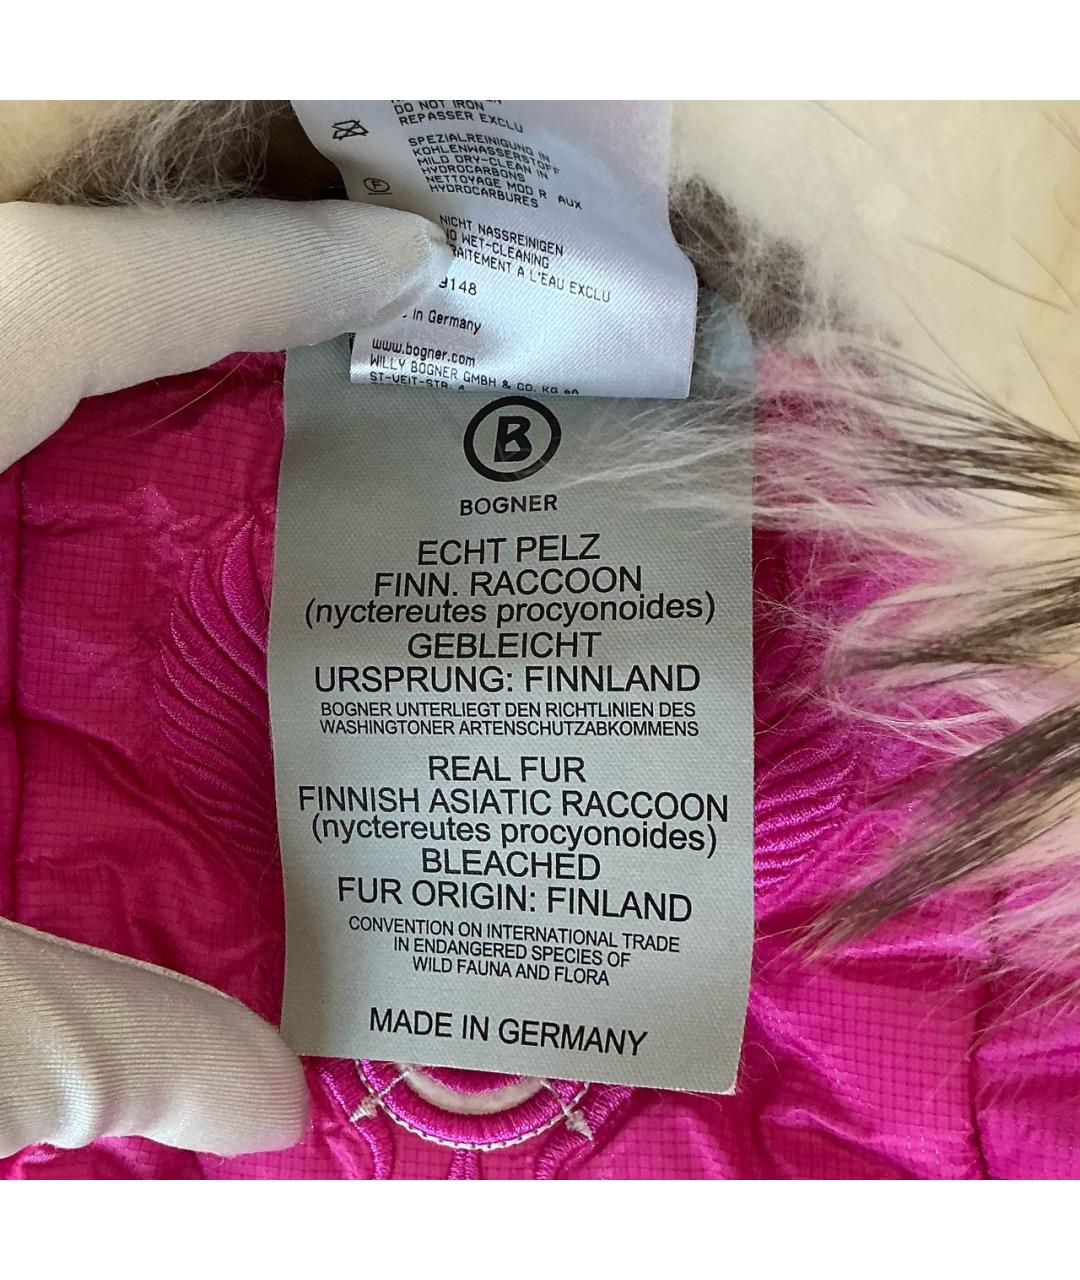 DO NOT IRON
REPASSER EXCLU
SPEZIALREINIGUNG IN
KOHLENWASSERSTOFF
MILD DRY-CLEAN IN
HYDROCARBONS
NETTOYAGE MOD R AUX
HYDROCARBURES
F
NICHT NASSREINIGEN
NO WET-CLEANING
RAITEMENT A L'EAU EXCLU
9148
in Germany
www.bogner.com
WILLY BOGNER GMBH & CO. KG
ST-VEIT-STR
B
BOGNER
ECHT PELZ
FINN. RACCOON
(nyctereutes procyonoides)
GEBLEICHT
URSPRUNG: FINNLAND
BOGNER UNTERLIEGT DEN RICHTLINIEN DES
WASHINGTONER ARTENSCHUTZABKOMMENS
REAL FUR
FINNISH ASIATIC RACCOON
(nyctereutes procyonoides)
BLEACHED
FUR ORIGIN: FINLAND
CONVENTION ON INTERNATIONAL TRADE
IN ENDANGERED SPECIES OF
WILD FAUNA AND FLORA
MADE IN GERMANY